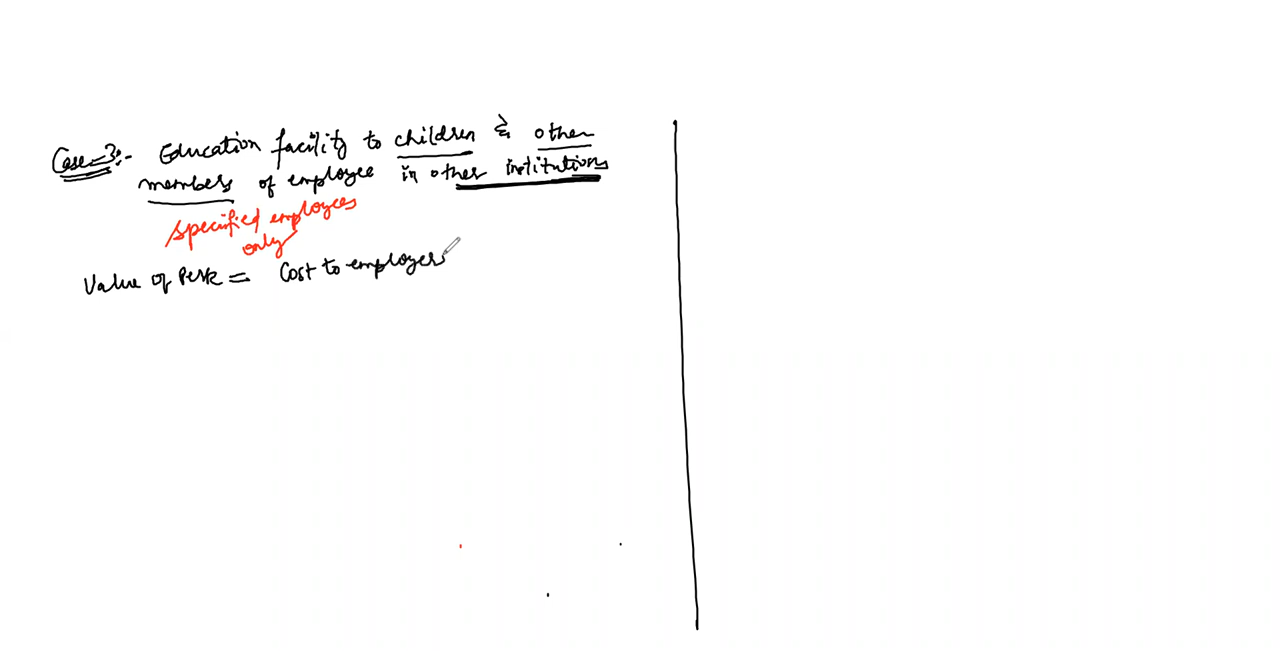 Case-3:- Education facility to children & other
members of employee in other institutions
specified employees
only
Value of Perk = Cost to employers